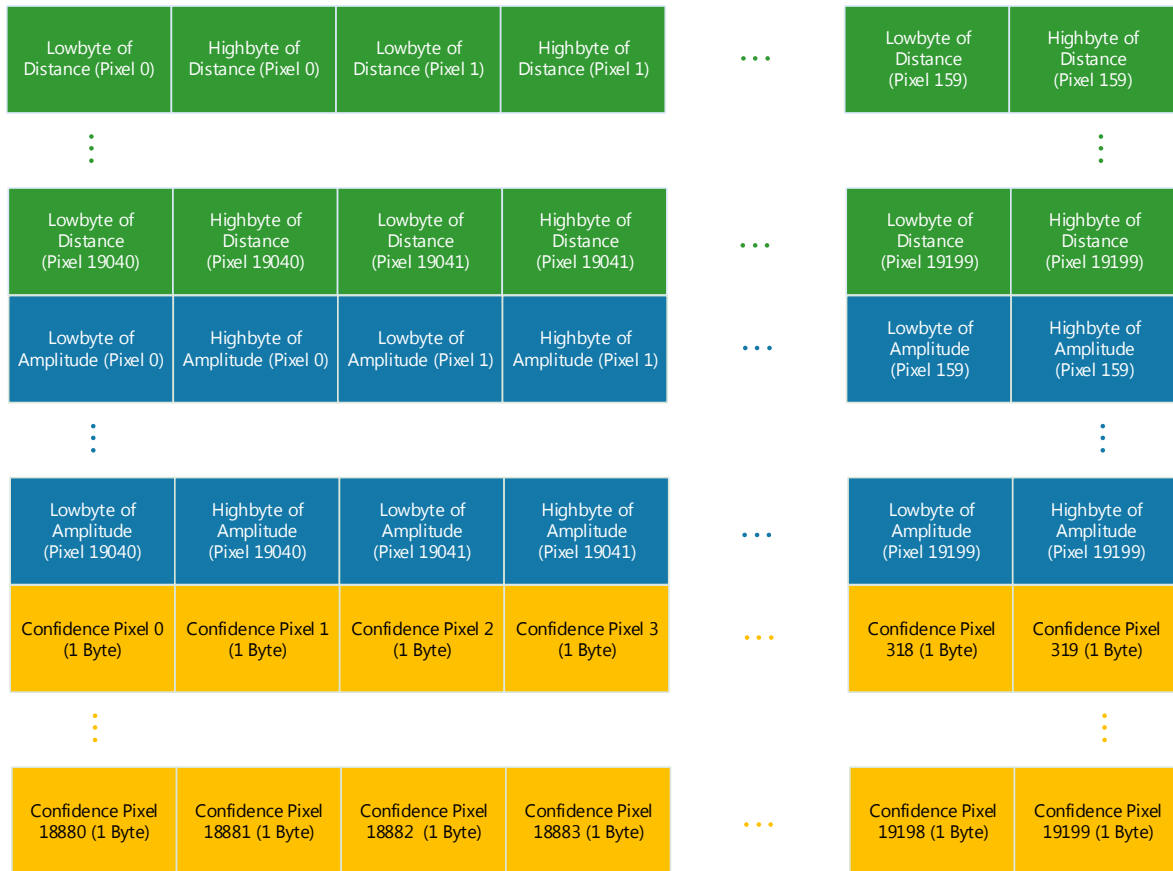 Lowbyte of
Distance (Pixel 0)
Highbyte of
Distance (Pixel 0)
Lowbyte of
Distance (Pixel 1)
Highbyte of
Distance (Pixel 1)
Lowbyte of
Distance
(Pixel 159)
Highbyte of
Distance
(Pixel 159)
Lowbyte of
Distance
(Pixel 19040)
Highbyte of
Distance
(Pixel 19040)
Lowbyte of
Distance
(Pixel 19041)
Highbyte of
Distance
(Pixel 19041)
Lowbyte of
Distance
(Pixel 19199)
Highbyte of
Distance
(Pixel 19199)
Lowbyte of
Amplitude (Pixel 0)
Highbyte of
Amplitude (Pixel 0)
Lowbyte of
Amplitude (Pixel 1)
Highbyte of
Amplitude (Pixel 1)
Lowbyte of
Amplitude
(Pixel 159)
Highbyte of
Amplitude
(Pixel 159)
Lowbyte of
Amplitude
(Pixel 19040)
Highbyte of
Amplitude
(Pixel 19040)
Lowbyte of
Amplitude
(Pixel 19041)
Highbyte of
Amplitude
(Pixel 19041)
Lowbyte of
Amplitude
(Pixel 19199)
Highbyte of
Amplitude
(Pixel 19199)
Confidence Pixel 0
(1 Byte)
Confidence Pixel 1
(1 Byte)
Confidence Pixel 2
(1 Byte)
Confidence Pixel 3
(1 Byte)
Confidence Pixel
318 (1 Byte)
Confidence Pixel
319 (1 Byte)
Confidence Pixel
18880 (1 Byte)
Confidence Pixel
18881 (1 Byte)
Confidence Pixel
18882 (1 Byte)
Confidence Pixel
18883 (1 Byte)
Confidence Pixel
19198 (1 Byte)
Confidence Pixel
19199 (1 Byte)